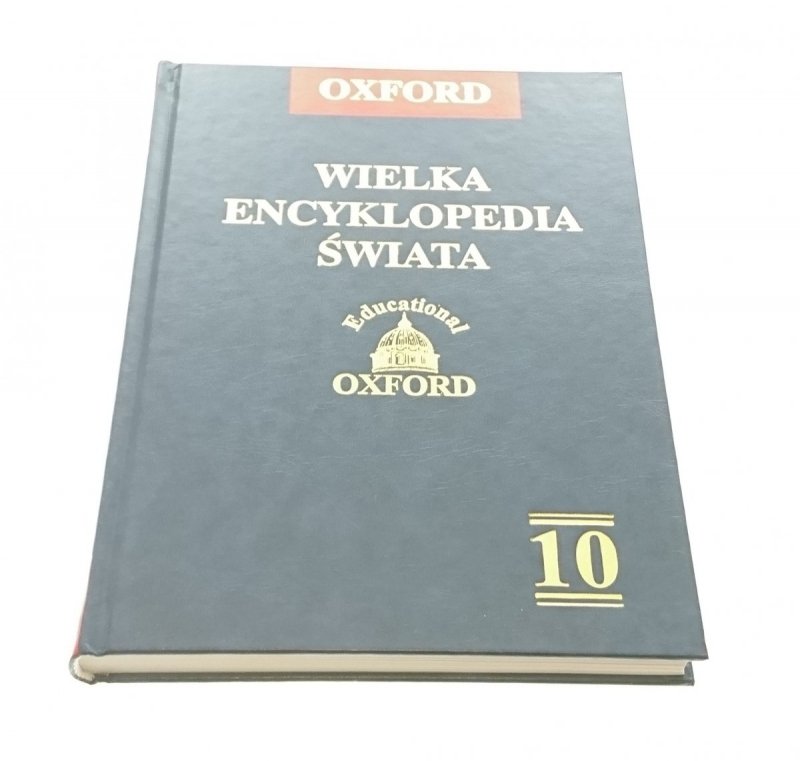 OXFORD
WIELKA
ENCYKLOPEDIA
ŚWIATA
Educational
OXFORD
10